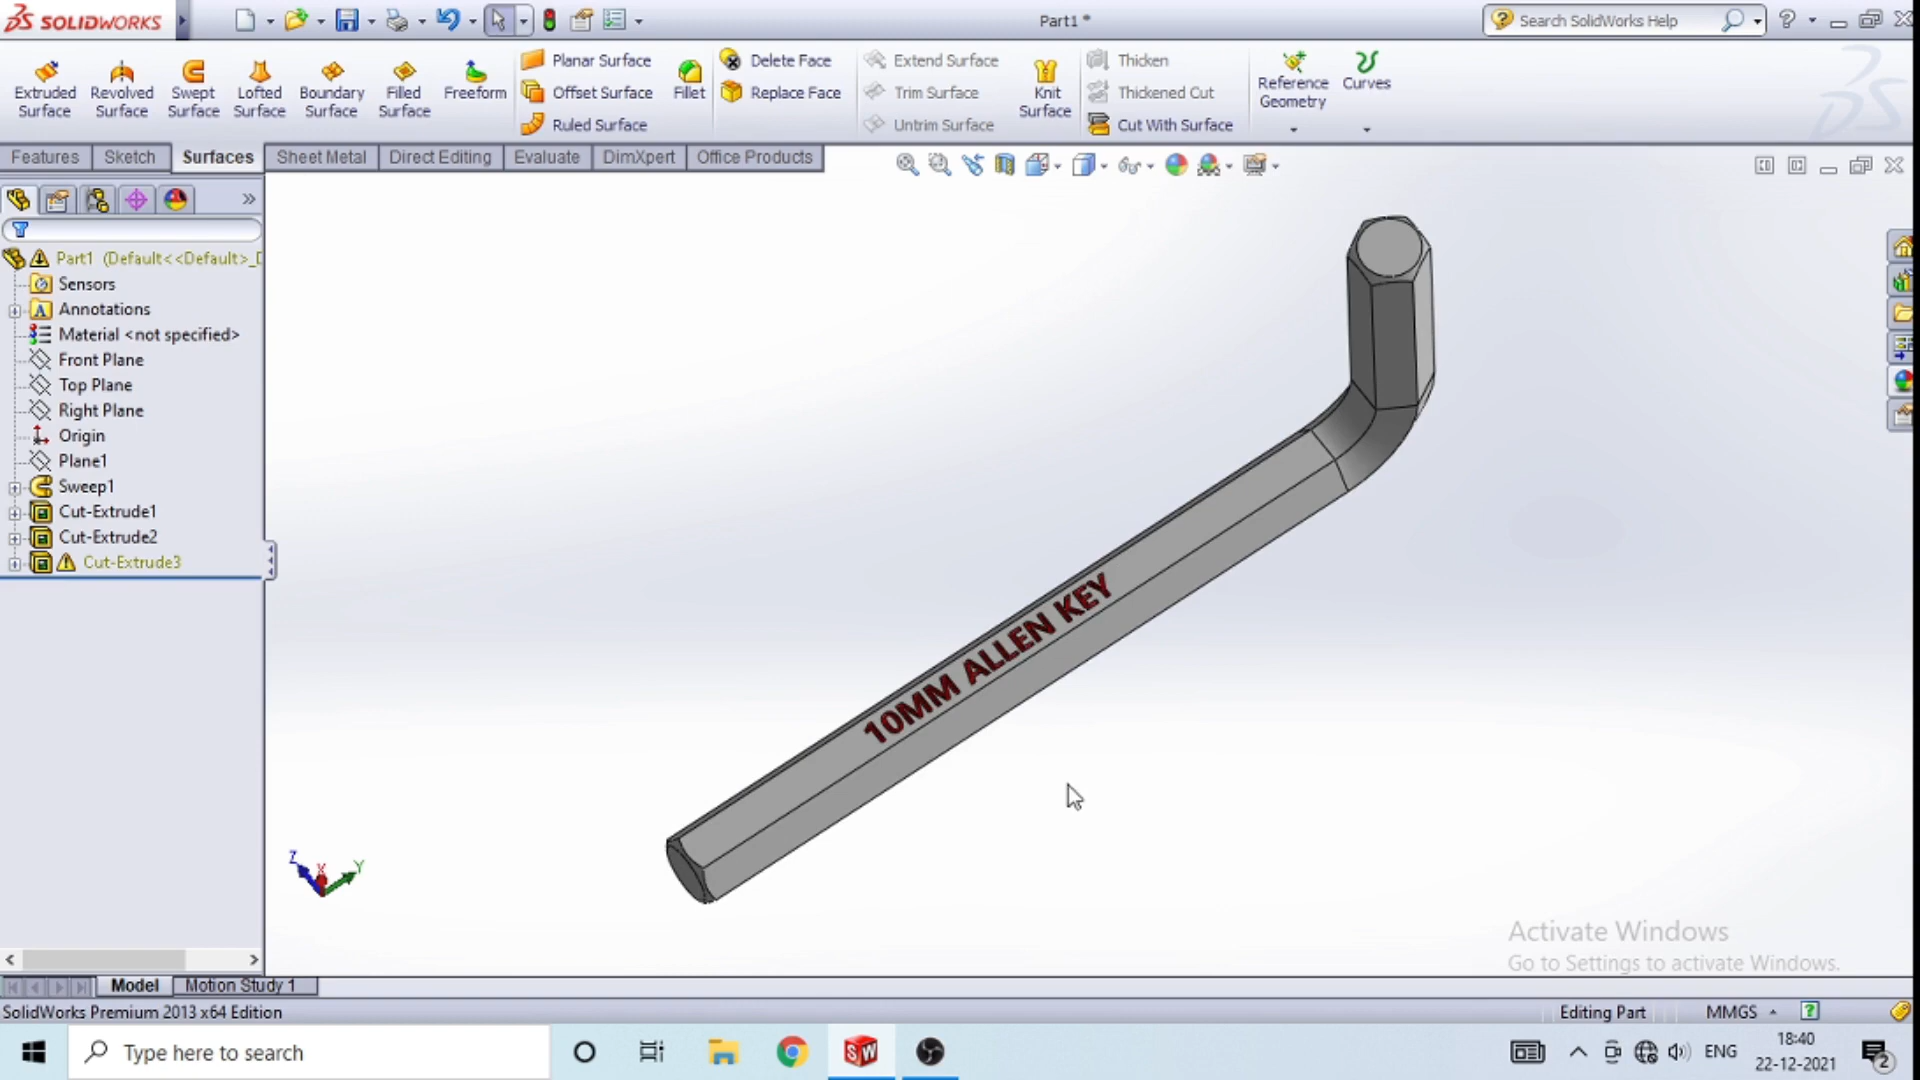 SOLIDWORKS
Part1 *
Search SolidWorks Help
Extruded Surface
Revolved Surface
Swept Surface
Lofted Surface
Boundary Surface
Filled Surface
Freeform
Planar Surface
Offset Surface
Ruled Surface
Fillet
Delete Face
Replace Face
Extend Surface
Trim Surface
Untrim Surface
Knit Surface
Thicken
Thickened Cut
Cut With Surface
Reference Geometry
Curves
Features
Sketch
Surfaces
Sheet Metal
Direct Editing
Evaluate
DimXpert
Office Products
Part1 (Default<<Default>_D
Sensors
Annotations
Material <not specified>
Front Plane
Top Plane
Right Plane
Origin
Plane1
Sweep1
Cut-Extrude1
Cut-Extrude2
Cut-Extrude3
10MM ALLEN KEY
Z
X
Y
Activate Windows
Go to Settings to activate Windows.
Model
Motion Study 1
SolidWorks Premium 2013 x64 Edition
Editing Part
MMGS
Type here to search
SW
ENG
18:40
22-12-2021
2